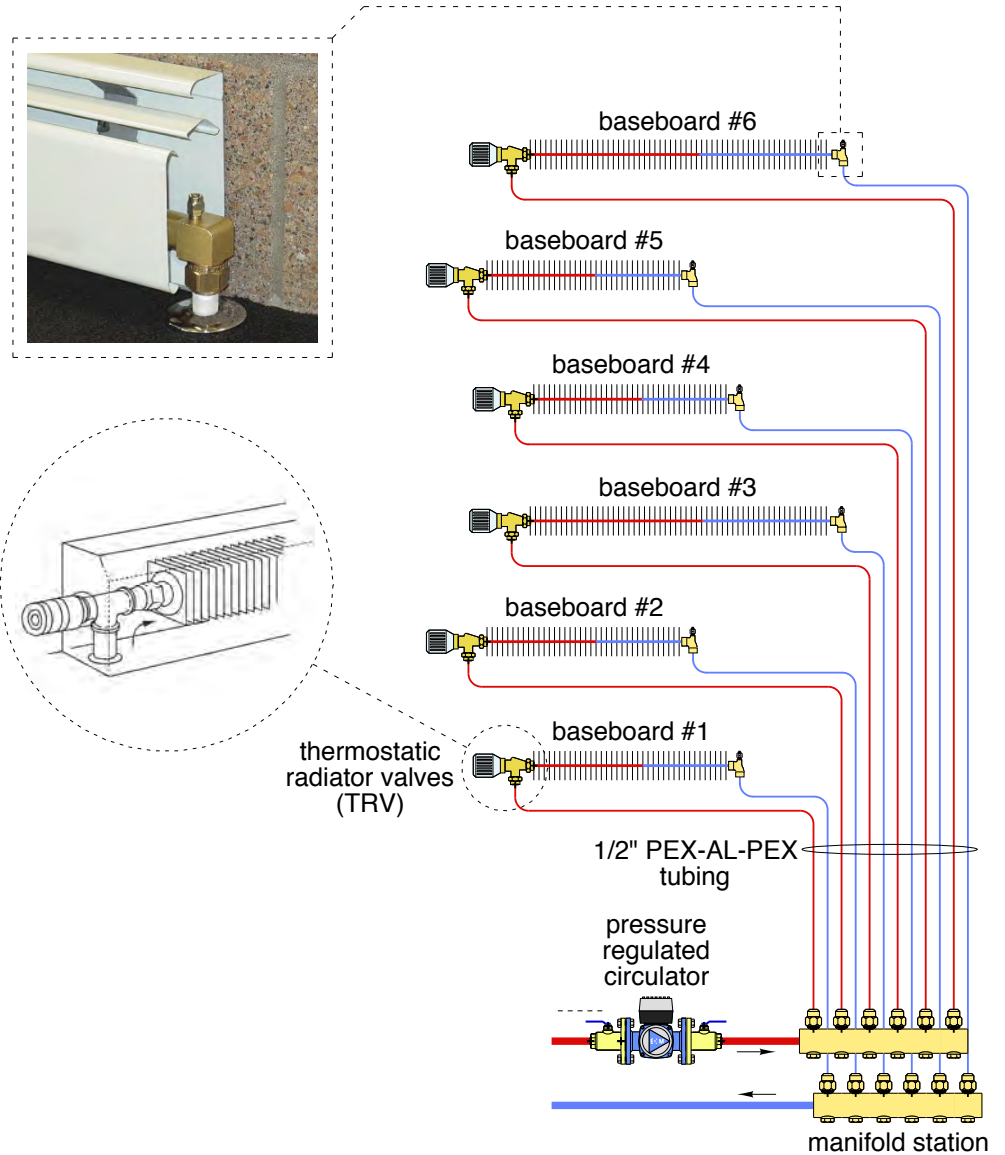 baseboard #6
baseboard #5
baseboard #4
baseboard #3
baseboard #2
baseboard #1
thermostatic
radiator valves
(TRV)
1/2" PEX-AL-PEX
tubing
pressure
regulated
circulator
manifold station